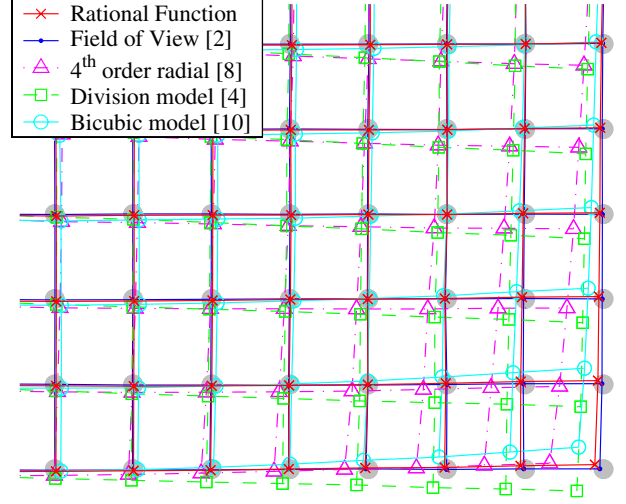 Rational Function
Field of View [2]
4th order radial [8]
Division model [4]
Bicubic model [10]